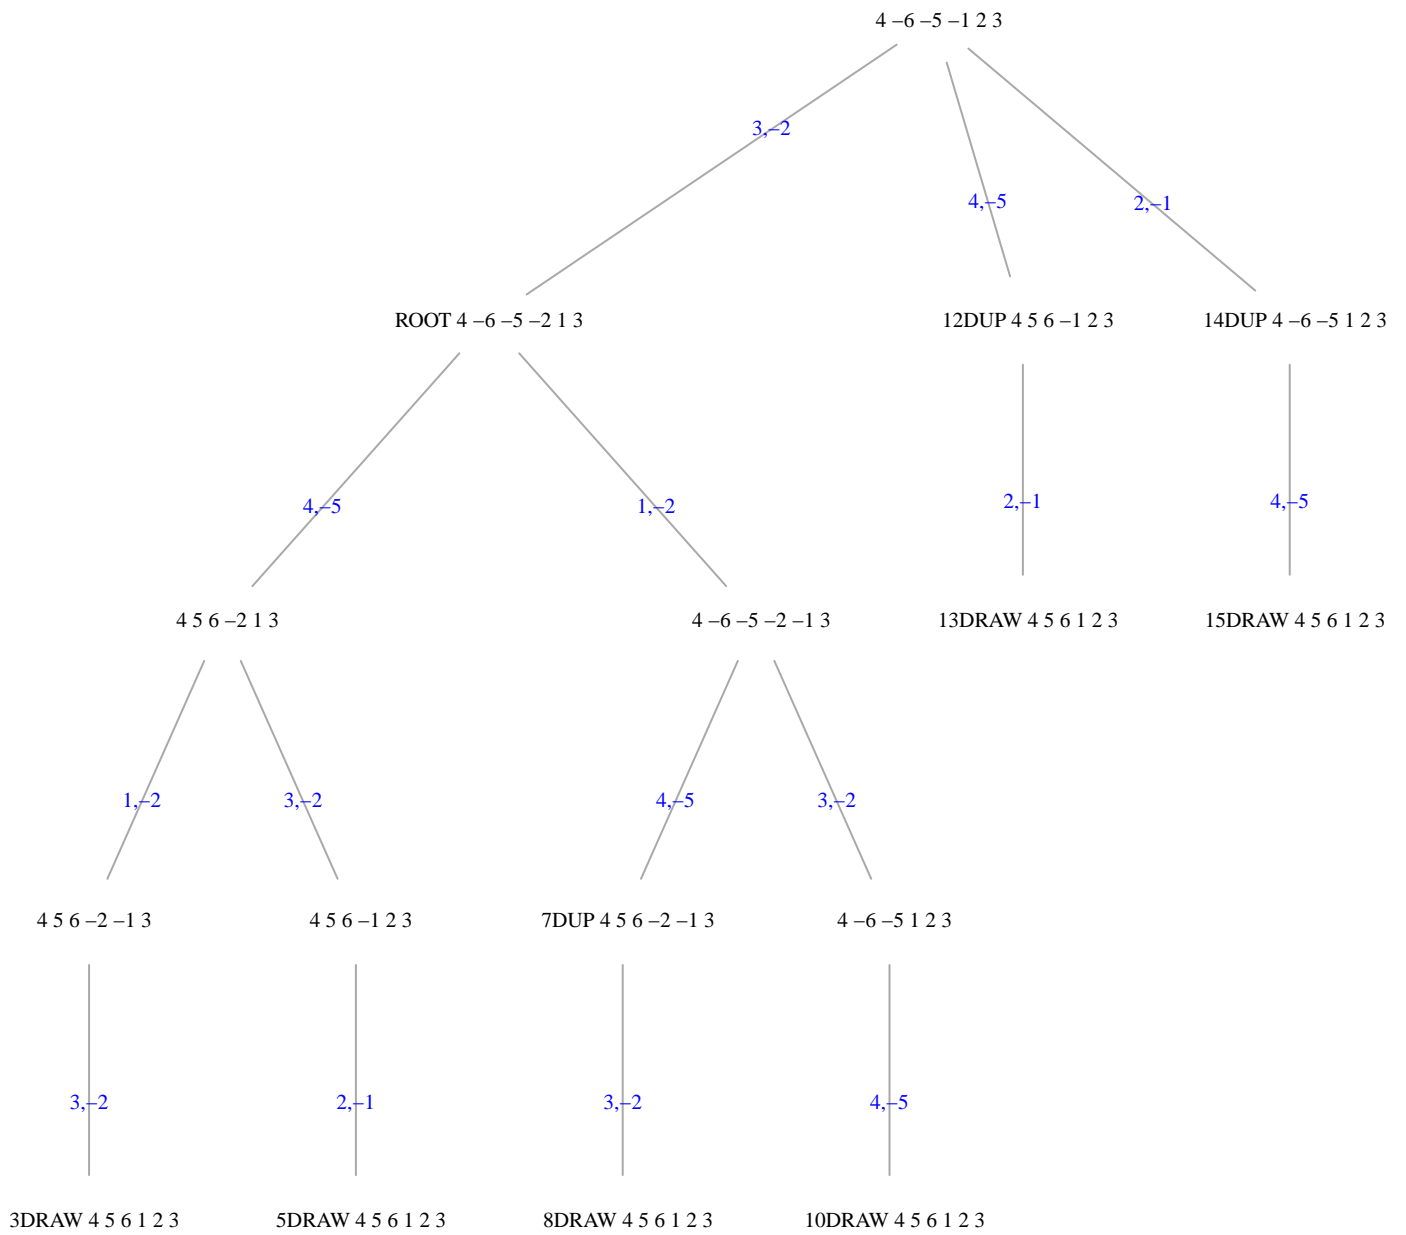 4 –6 –5 –1 2 3
3,–2
4,–5
2,–1
ROOT 4 –6 –5 –2 1 3
12DUP 4 5 6 –1 2 3
14DUP 4 –6 –5 1 2 3
4,–5
1,–2
2,–1
4,–5
4 5 6 –2 1 3
4 –6 –5 –2 –1 3
13DRAW 4 5 6 1 2 3
15DRAW 4 5 6 1 2 3
1,–2
3,–2
4,–5
3,–2
4 5 6 –2 –1 3
4 5 6 –1 2 3
7DUP 4 5 6 –2 –1 3
4 –6 –5 1 2 3
3,–2
2,–1
3,–2
4,–5
3DRAW 4 5 6 1 2 3
5DRAW 4 5 6 1 2 3
8DRAW 4 5 6 1 2 3
10DRAW 4 5 6 1 2 3